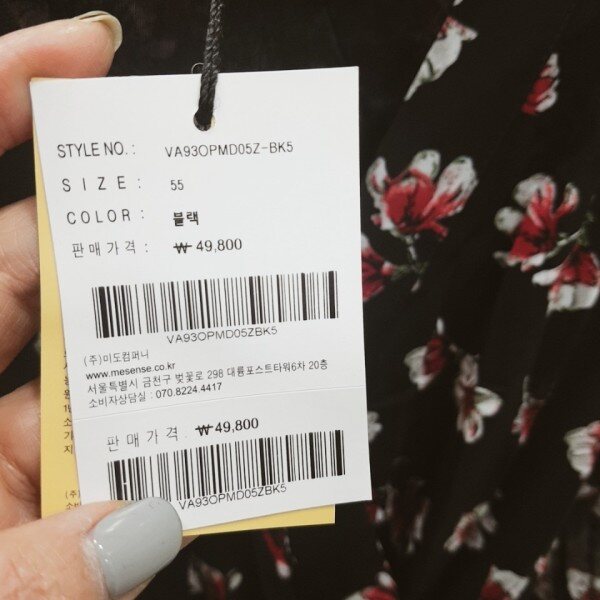 STYLE NO. : VA93OPMD05Z-BK5
SIZE : 55
COLOR : 블랙
판매가격 : ₩ 49,800
VA93OPMD05ZBK5
(주)미도컴퍼니
www.mesense.co.kr
서울특별시 금천구 벚꽃로 298 대륭포스트타워6차 20층
소비자상담실 : 070.8224.4417
판매가격 : ₩ 49,800
VA93OPMD05ZBK5